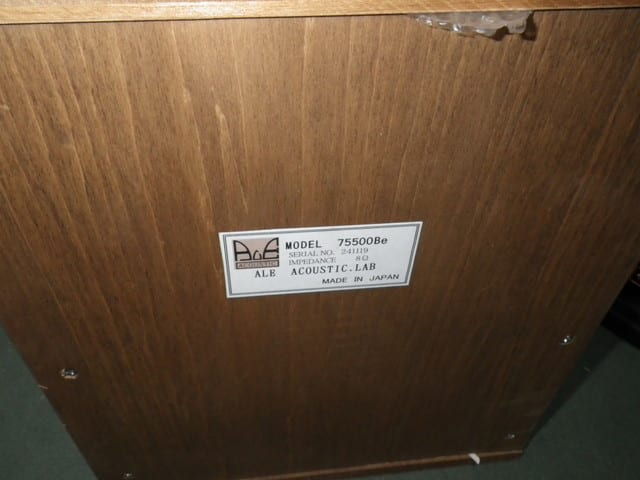 MODEL 75500Be
SERIAL NO. 241119
IMPEDANCE 8Ω
ALE ACOUSTIC.LAB
MADE IN JAPAN